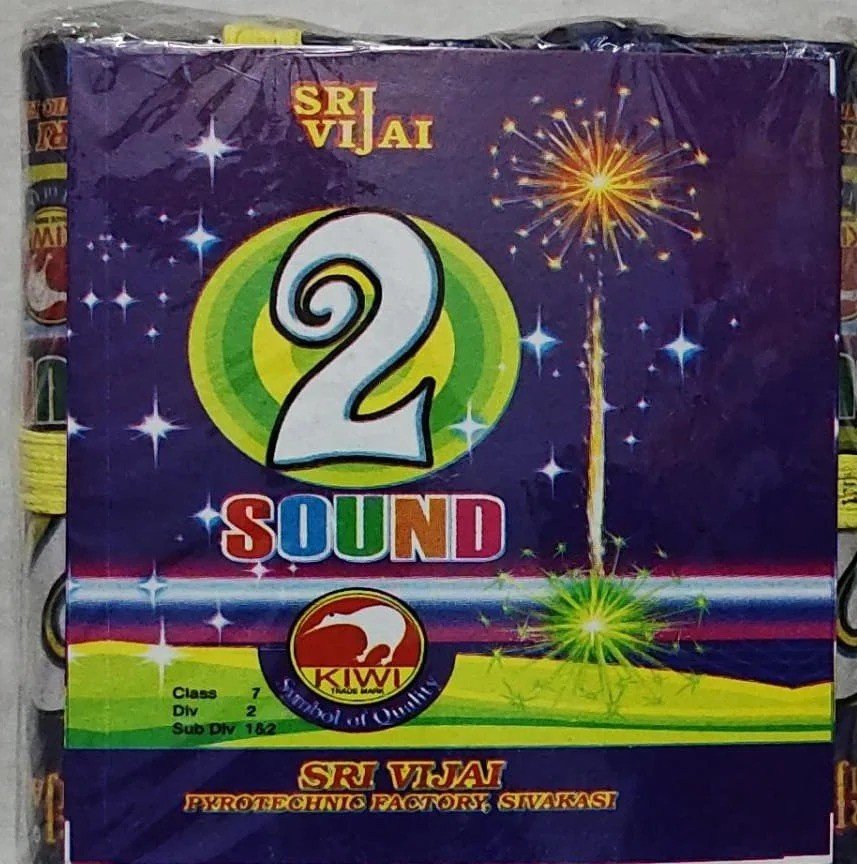 SRI
VIJAI
2
SOUND
KIWI
TRADE MARK
Symbol of Quality
Class 7
Div 2
Sub Div 1&2
SRI VIJAI
PYROTECHNIC FACTORY, SIVAKASI